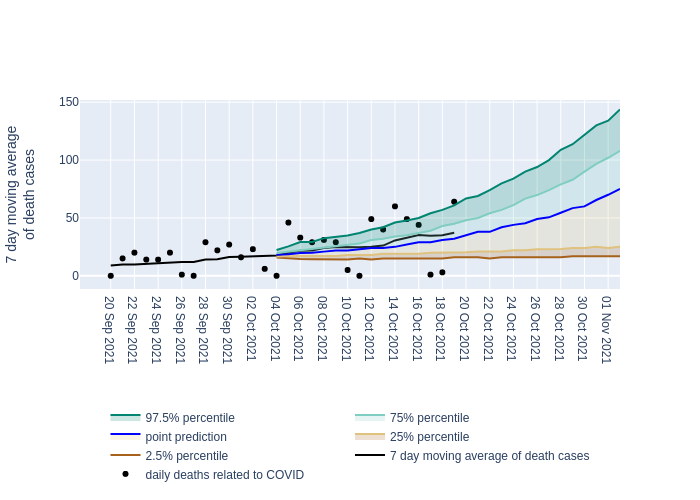 7 day moving average
of death cases
150
100
50
0
20 Sep 2021
22 Sep 2021
24 Sep 2021
26 Sep 2021
28 Sep 2021
30 Sep 2021
02 Oct 2021
04 Oct 2021
06 Oct 2021
08 Oct 2021
10 Oct 2021
12 Oct 2021
14 Oct 2021
16 Oct 2021
18 Oct 2021
20 Oct 2021
22 Oct 2021
24 Oct 2021
26 Oct 2021
28 Oct 2021
30 Oct 2021
01 Nov 2021
97.5% percentile
75% percentile
point prediction
25% percentile
2.5% percentile
7 day moving average of death cases
daily deaths related to COVID